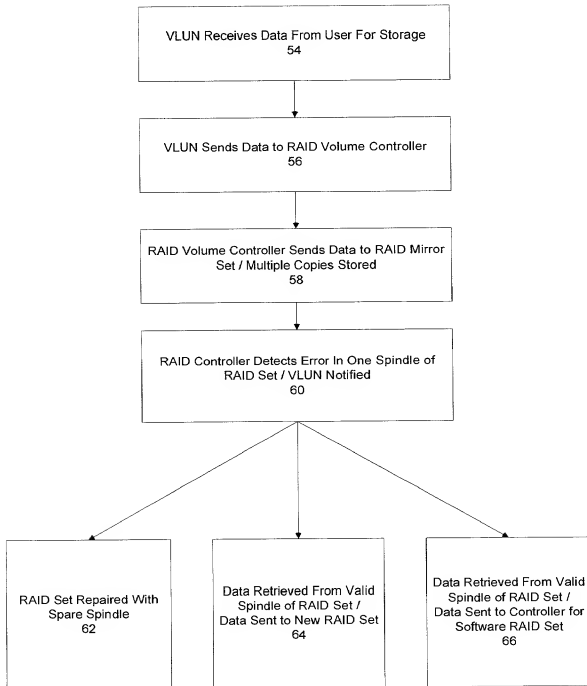 VLUN Receives Data From User For Storage
54
VLUN Sends Data to RAID Volume Controller
56
RAID Volume Controller Sends Data to RAID Mirror
Set / Multiple Copies Stored
58
RAID Controller Detects Error In One Spindle of
RAID Set / VLUN Notified
60
RAID Set Repaired With
Spare Spindle
62
Data Retrieved From Valid
Spindle of RAID Set /
Data Sent to New RAID Set
64
Data Retrieved From Valid
Spindle of RAID Set /
Data Sent to Controller for
Software RAID Set
66